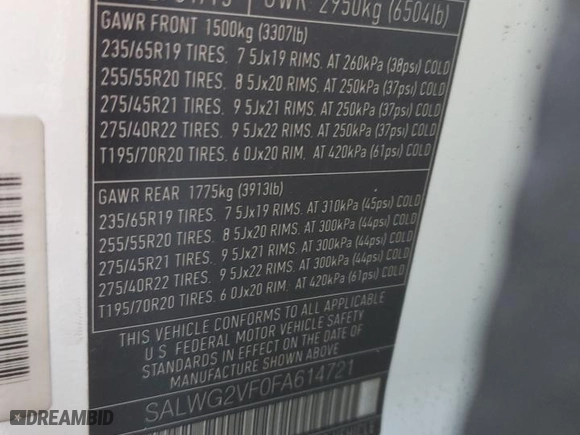 GVWR 2950kg (6504lb)
GAWR FRONT 1500kg (3307lb)
235/65R19 TIRES. 7 5Jx19 RIMS. AT 260kPa (38psi) COLD
255/55R20 TIRES. 8 5Jx20 RIMS. AT 250kPa (37psi) COLD
275/45R21 TIRES. 9 5Jx21 RIMS. AT 250kPa (37psi) COLD
275/40R22 TIRES. 9 5Jx22 RIMS. AT 250kPa (37psi) COLD
T195/70R20 TIRES. 6 0Jx20 RIM. AT 420kPa (61psi) COLD
GAWR REAR 1775kg (3913lb)
235/65R19 TIRES. 7 5Jx19 RIMS. AT 310kPa (45psi) COLD
255/55R20 TIRES. 8 5Jx20 RIMS. AT 300kPa (44psi) COLD
275/45R21 TIRES. 9 5Jx21 RIMS. AT 300kPa (44psi) COLD
275/40R22 TIRES. 9 5Jx22 RIMS. AT 300kPa (44psi) COLD
T195/70R20 TIRES. 6 0Jx20 RIM. AT 420kPa (61psi) COLD
THIS VEHICLE CONFORMS TO ALL APPLICABLE
U S FEDERAL MOTOR VEHICLE SAFETY
STANDARDS IN EFFECT ON THE DATE OF
MANUFACTURE SHOWN ABOVE.
SALWG2VF0FA614721
VEHICLE
DREAMBID